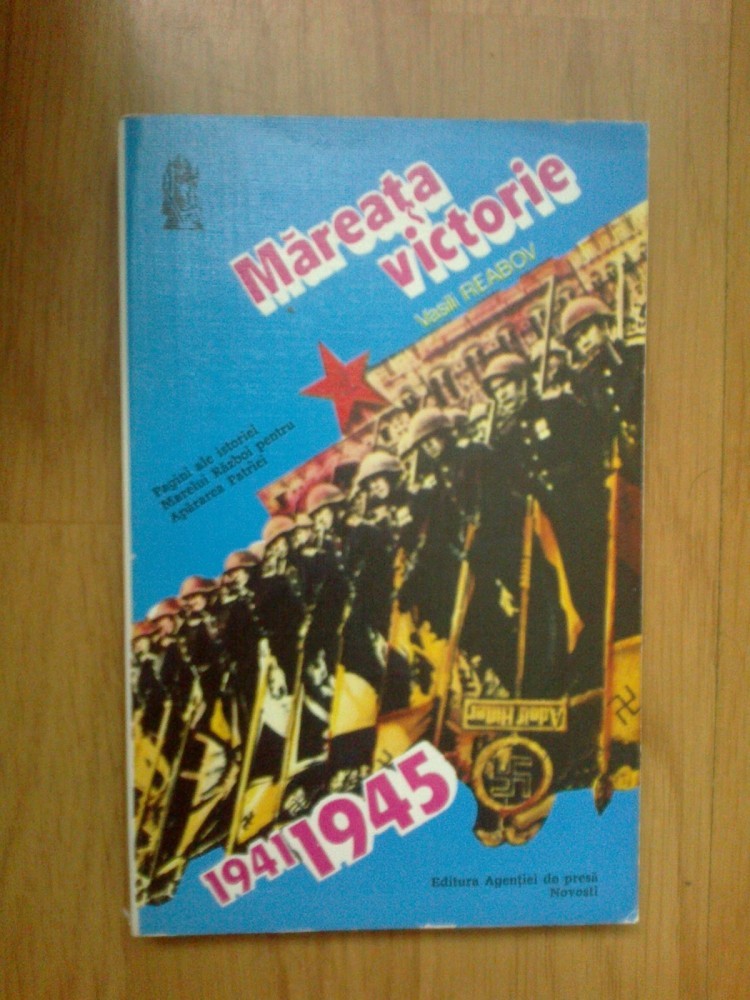 Măreața
victorie
Vasili REABOV
Pagini ale istoriei
Marelui Război pentru
Apărarea Patriei
Adolf Hitler
1941 1945
Editura Agenției de presă
Novosti